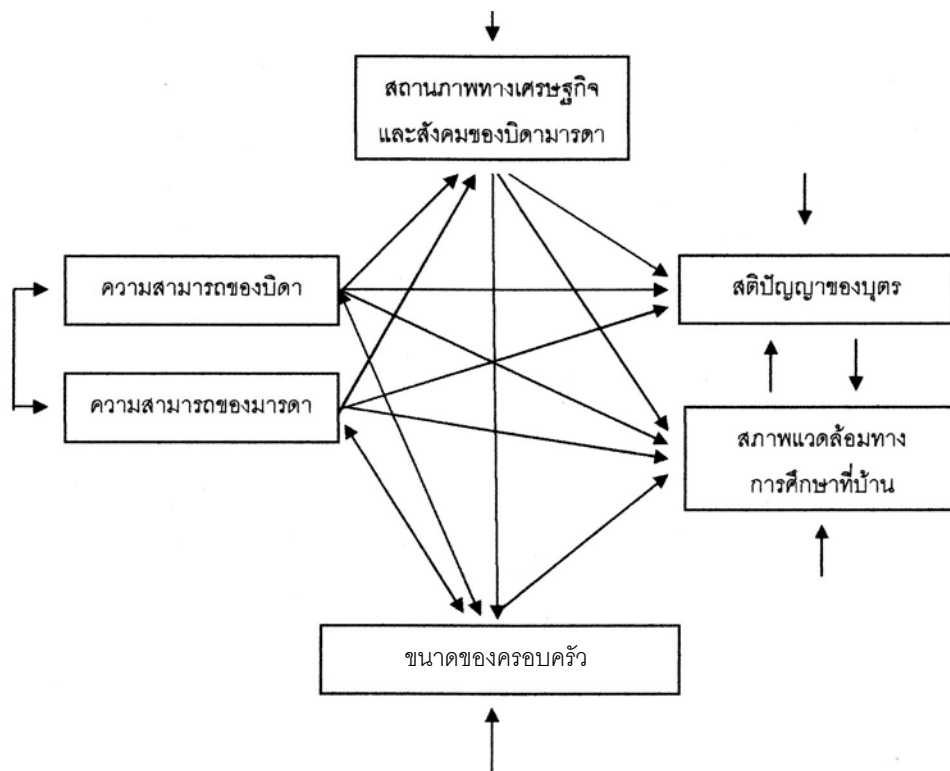 สถานภาพทางเศรษฐกิจ
และสังคมของบิดามารดา
ความสามารถของบิดา
สติปัญญาของบุตร
ความสามารถของมารดา
สภาพแวดล้อมทาง
การศึกษาที่บ้าน
ขนาดของครอบครัว